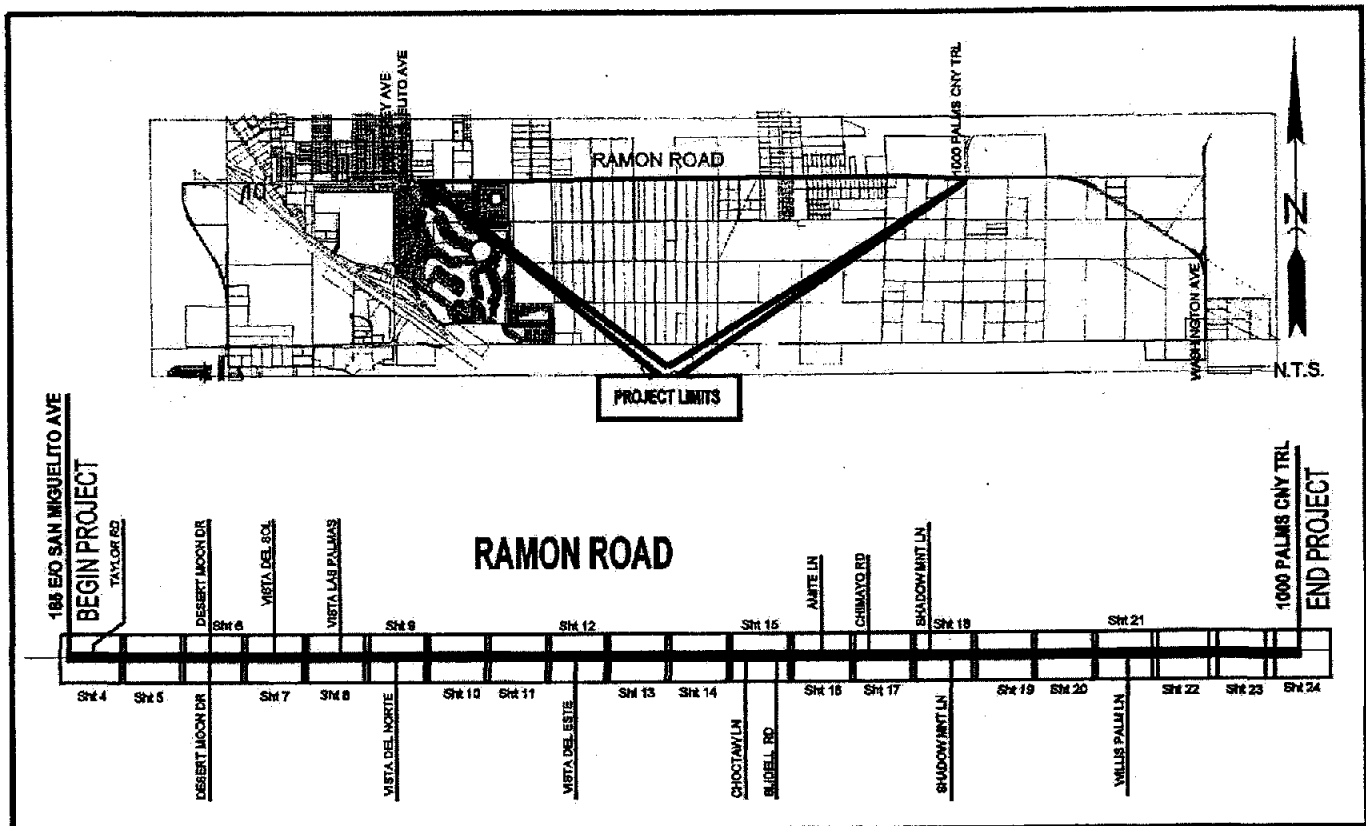 1000 PALMS CNY TRL
RAMON ROAD
N
WASHINGTON AVE
N.T.S.
PROJECT LIMITS
185 E/O SAN MIGUELITO AVE
BEGIN PROJECT
TAYLOR RD
DESERT MOON DR
VISTA DEL SOL
VISTA LAS PALMAS
RAMON ROAD
AMITE LN
CHIMAYO RD
SHADOW MNT LN
1000 PALMS CNY TRL
END PROJECT
Sht 6
Sht 9
Sht 12
Sht 15
Sht 18
Sht 21
Sht 4
Sht 5
Sht 7
Sht 8
Sht 10
Sht 11
Sht 13
Sht 14
Sht 16
Sht 17
Sht 19
Sht 20
Sht 22
Sht 23
Sht 24
DESERT MOON DR
VISTA DEL NORTE
VISTA DEL ESTE
CHOCTAW LN
SHADOW MNT LN
WILLIS PALM LN